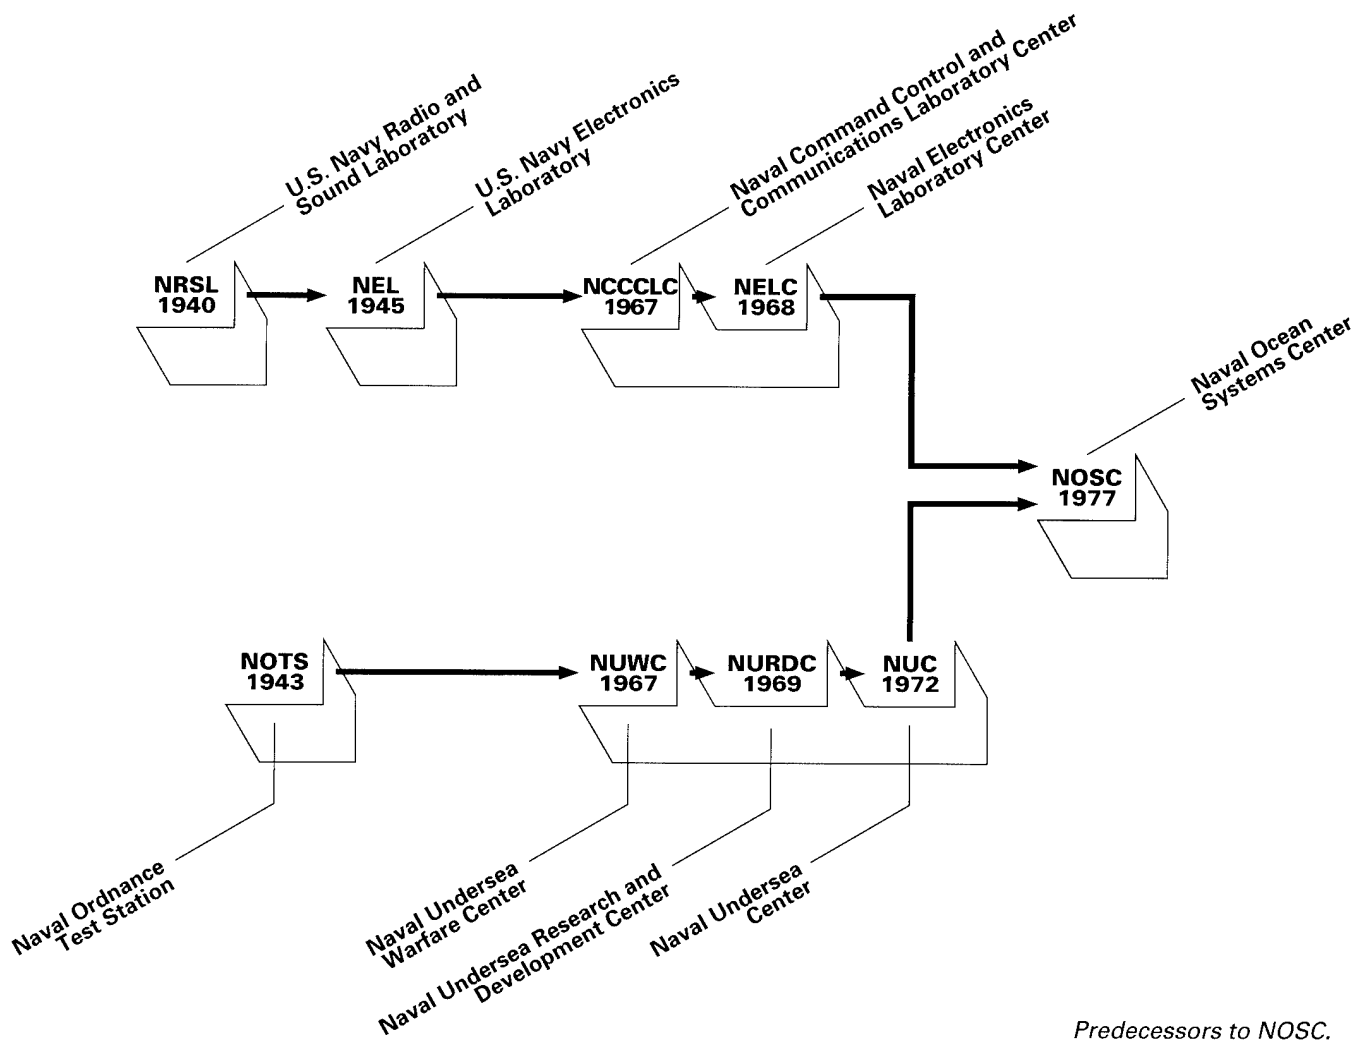 U.S. Navy Radio and
Sound Laboratory
U.S. Navy Electronics
Laboratory
Naval Command Control and
Communications Laboratory Center
Naval Electronics
Laboratory Center
NRSL
1940
NEL
1945
NCCCLC
1967
NELC
1968
Naval Ocean
Systems Center
NOSC
1977
NOTS
1943
NUWC
1967
NURDC
1969
NUC
1972
Naval Ordnance
Test Station
Naval Undersea
Warfare Center
Naval Undersea Research and
Development Center
Naval Undersea
Center
Predecessors to NOSC.